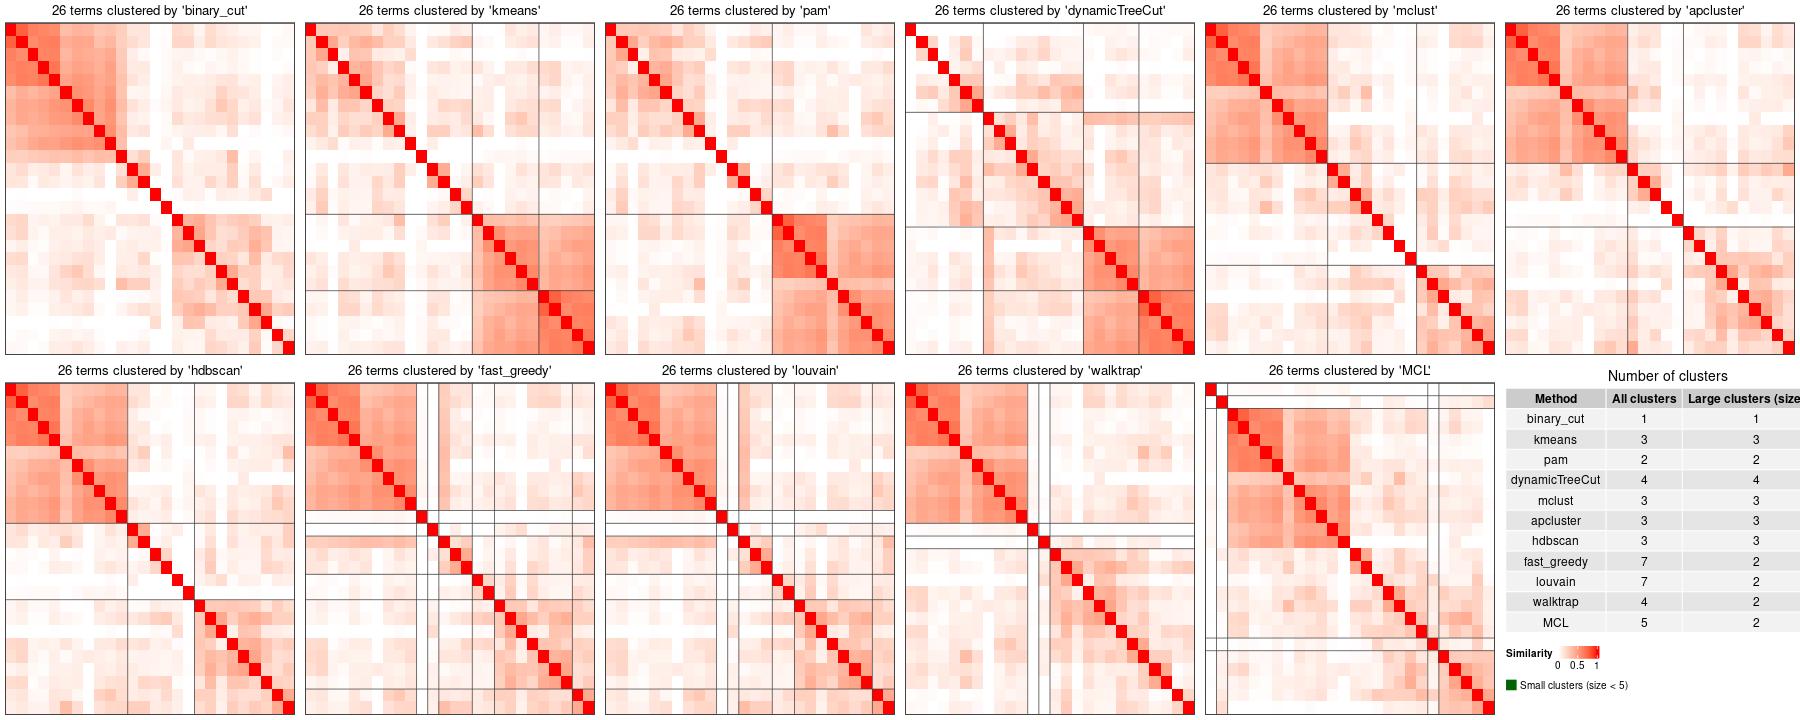 26 terms clustered by 'binary_cut'
26 terms clustered by 'kmeans'
26 terms clustered by 'pam'
26 terms clustered by 'dynamicTreeCut'
26 terms clustered by 'mclust'
26 terms clustered by 'apcluster'
26 terms clustered by 'hdbscan'
26 terms clustered by 'fast_greedy'
26 terms clustered by 'louvain'
26 terms clustered by 'walktrap'
26 terms clustered by 'MCL'
Number of clusters
Method All clusters Large clusters (size
binary_cut 1 1
kmeans 3 3
pam 2 2
dynamicTreeCut 4 4
mclust 3 3
apcluster 3 3
hdbscan 3 3
fast_greedy 7 2
louvain 7 2
walktrap 4 2
MCL 5 2
Similarity
0 0.5 1
Small clusters (size < 5)